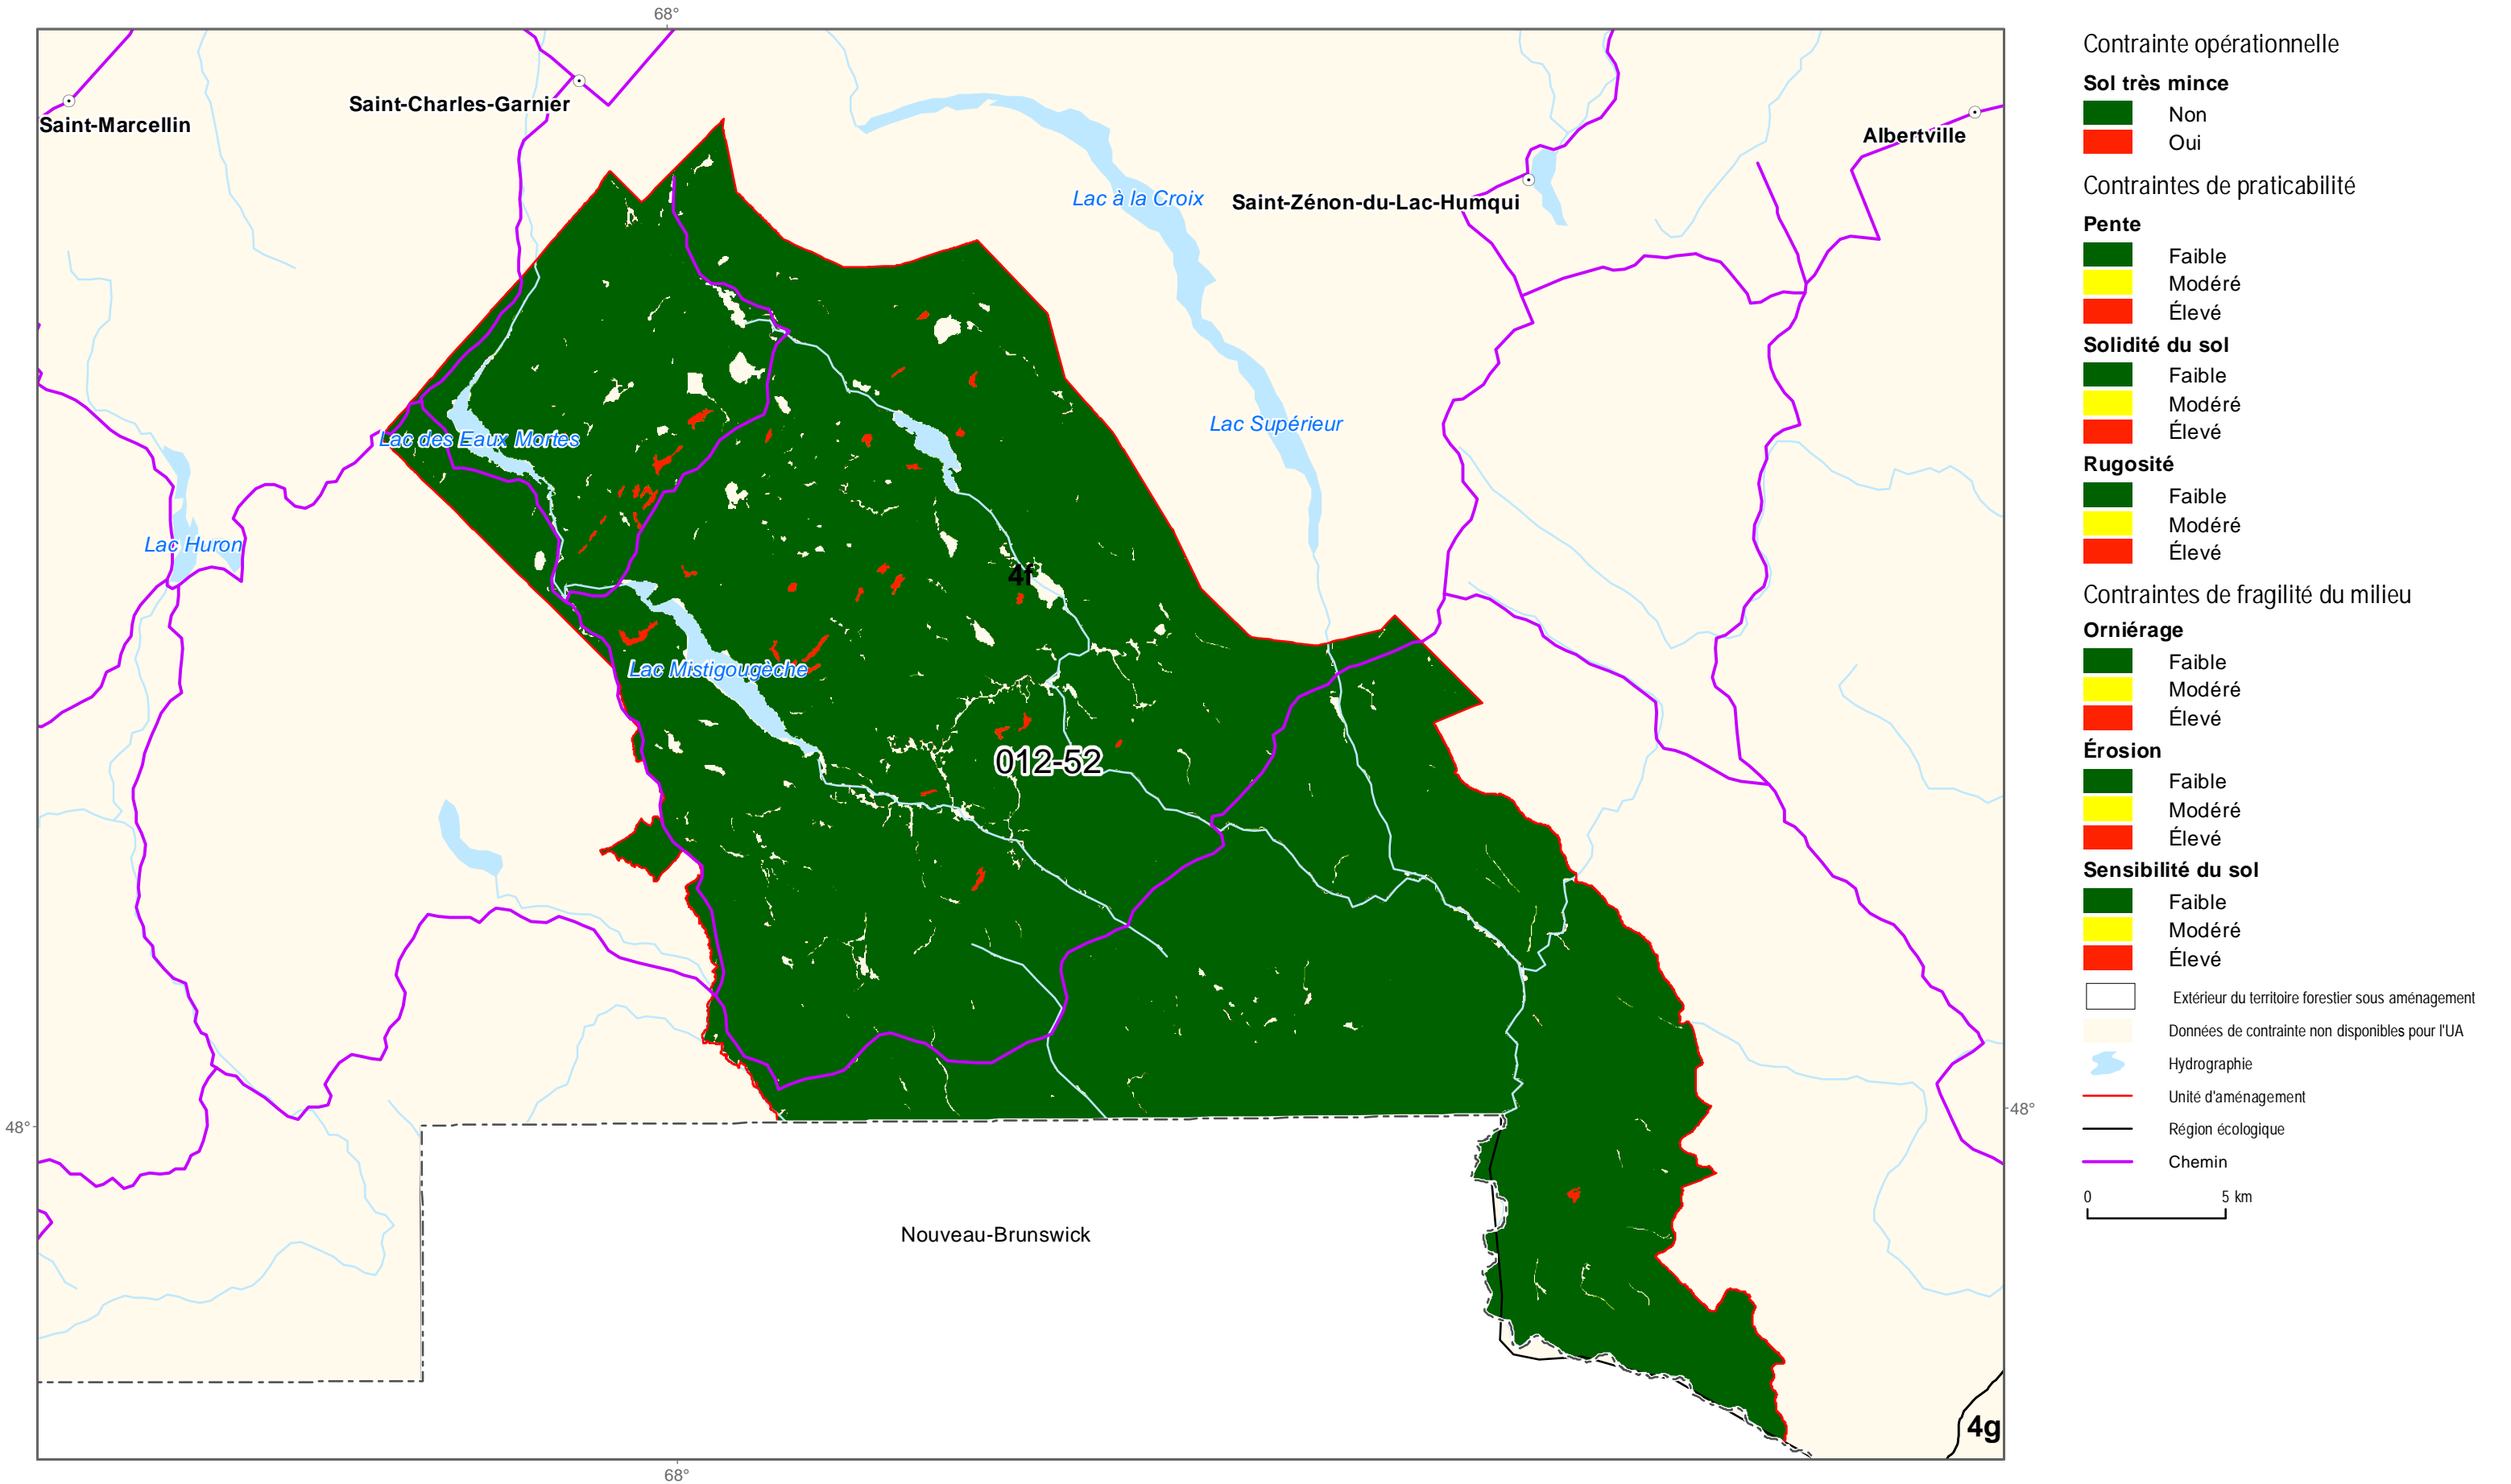 68°
Saint-Charles-Garnier
Saint-Marcellin
Albertville
Lac à la Croix
Saint-Zénon-du-Lac-Humqui
Lac Supérieur
Lac des Eaux Mortes
Lac Huron
4f
Lac Mistigougèche
012-52
48°
48°
Nouveau-Brunswick
4g
68°
Contrainte opérationnelle
Sol très mince
Non
Oui
Contraintes de praticabilité
Pente
Faible
Modéré
Élevé
Solidité du sol
Faible
Modéré
Élevé
Rugosité
Faible
Modéré
Élevé
Contraintes de fragilité du milieu
Orniérage
Faible
Modéré
Élevé
Érosion
Faible
Modéré
Élevé
Sensibilité du sol
Faible
Modéré
Élevé
Extérieur du territoire forestier sous aménagement
Données de contrainte non disponibles pour l'UA
Hydrographie
Unité d'aménagement
Région écologique
Chemin
0 5 km